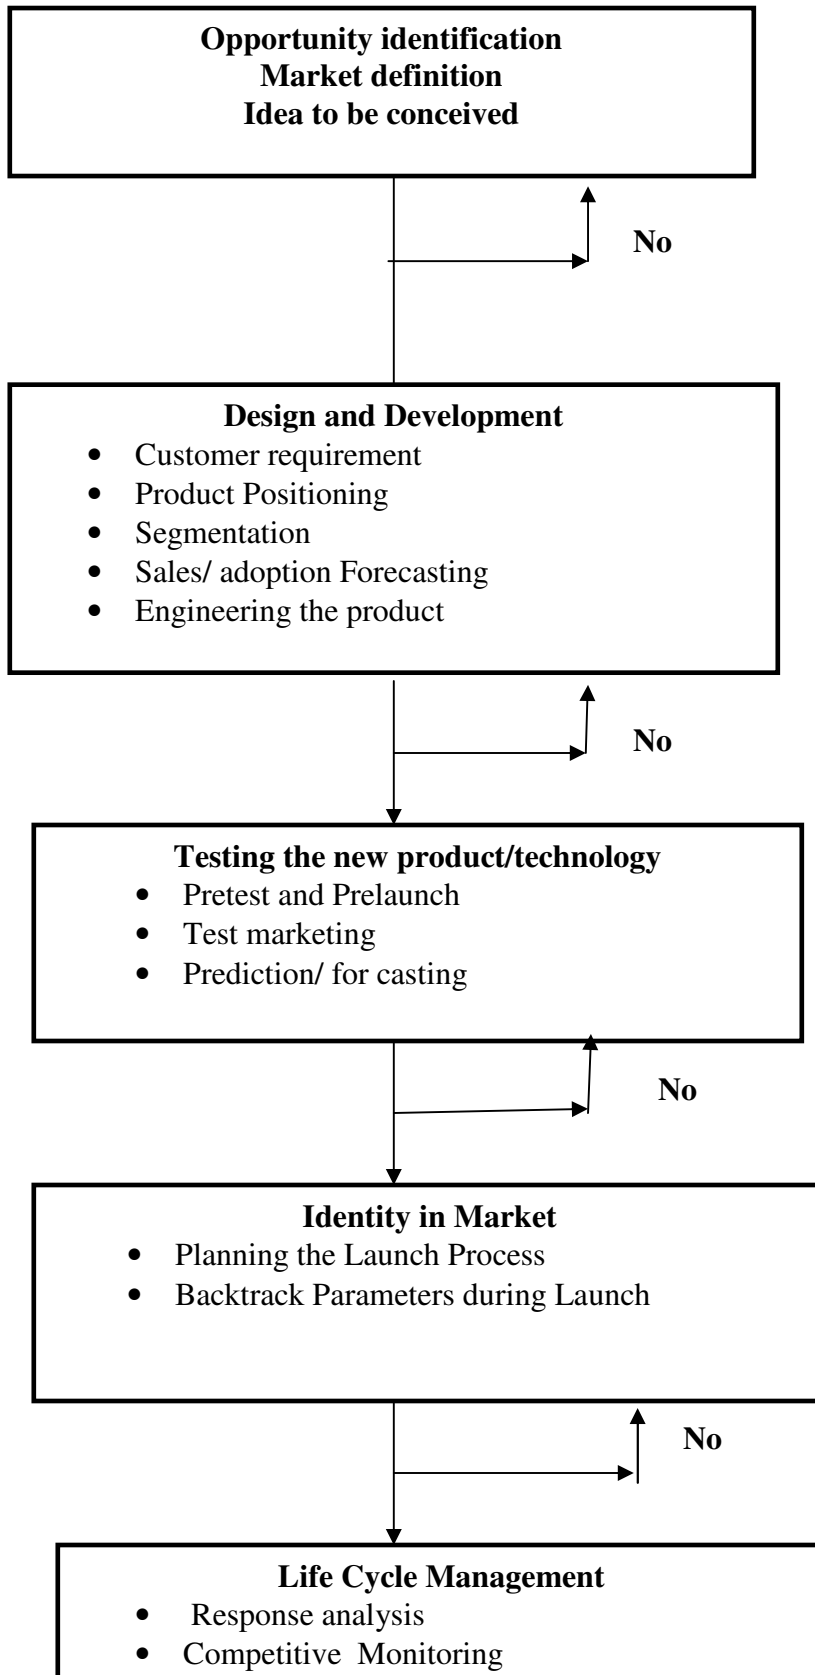 Opportunity identification
Market definition
Idea to be conceived
No
Design and Development
• Customer requirement
• Product Positioning
• Segmentation
• Sales/ adoption Forecasting
• Engineering the product
No
Testing the new product/technology
• Pretest and Prelaunch
• Test marketing
• Prediction/ for casting
No
Identity in Market
• Planning the Launch Process
• Backtrack Parameters during Launch
No
Life Cycle Management
• Response analysis
• Competitive Monitoring